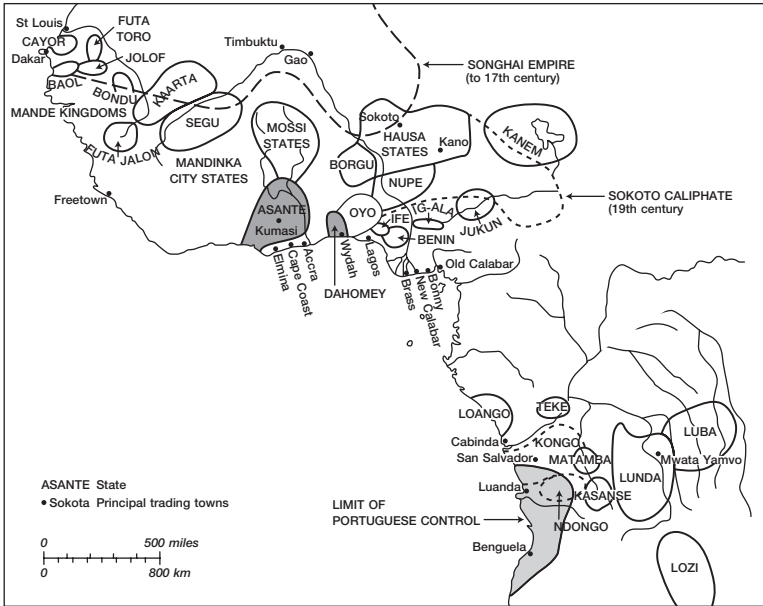 St Louis
FUTA
TORO
CAYOR
Dakar
JOLOF
BAOL
BONDU
KAARTA
MANDE KINGDOMS
SEGU
FUTA JALON
MANDINKA
CITY STATES
Freetown
Timbuktu
Gao
SONGHAI EMPIRE
(to 17th century)
MOSSI
STATES
Sokoto
HAUSA
STATES
Kano
KANEM
BORGU
NUPE
SOKOTO CALIPHATE
(19th century)
ASANTE
Kumasi
OYO
IFE
IG-ALA
JUKUN
BENIN
Elmina
Cape Coast
Accra
Wydah
DAHOMEY
Lagos
Old Calabar
Brass
New Calabar
Bonny
LOANGO
TEKE
Cabinda
KONGO
San Salvador
MATAMBA
LUBA
Mwata Yamvo
LUNDA
Luanda
KASANSE
LIMIT OF
PORTUGUESE CONTROL
NDONGO
Benguela
LOZI
ASANTE State
Sokota Principal trading towns
0 500 miles
0 800 km